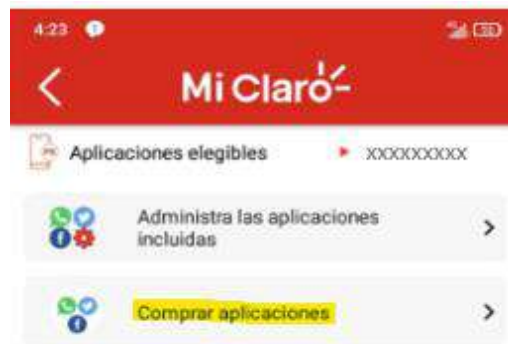 4:23
Mi Claro
Aplicaciones elegibles XXXXXXXXX
Administra las aplicaciones
incluidas
Comprar aplicaciones